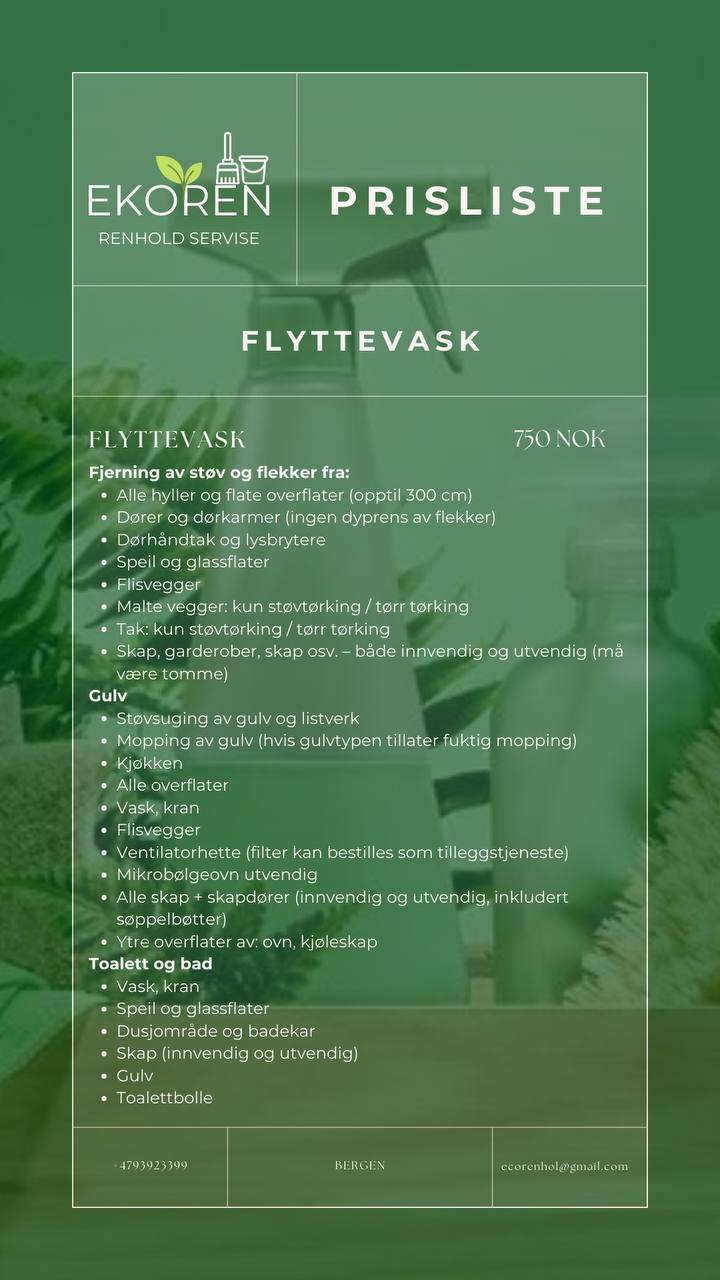 EKOREN
RENHOLD SERVISE
PRISLISTE
FLYTTEVASK
FLYTTEVASK 750 NOK
Fjerning av støv og flekker fra:
• Alle hyller og flate overflater (opptil 300 cm)
• Dører og dørkarmer (ingen dyprens av flekker)
• Dørhåndtak og lysbrytere
• Speil og glassflater
• Flisvegger
• Malte vegger: kun støvtørking / tørr tørking
• Tak: kun støvtørking / tørr tørking
• Skap, garderober, skap osv. – både innvendig og utvendig (må
være tomme)
Gulv
• Støvsuging av gulv og listverk
• Mopping av gulv (hvis gulvtypen tillater fuktig mopping)
• Kjøkken
• Alle overflater
• Vask, kran
• Flisvegger
• Ventilatorhette (filter kan bestilles som tilleggstjeneste)
• Mikrobølgeovn utvendig
• Alle skap + skapdører (innvendig og utvendig, inkludert
søppelbøtter)
• Ytre overflater av: ovn, kjøleskap
Toalett og bad
• Vask, kran
• Speil og glassflater
• Dusjområde og badekar
• Skap (innvendig og utvendig)
• Gulv
• Toalettbolle
+4793923399
BERGEN
ecorenhol@gmail.com